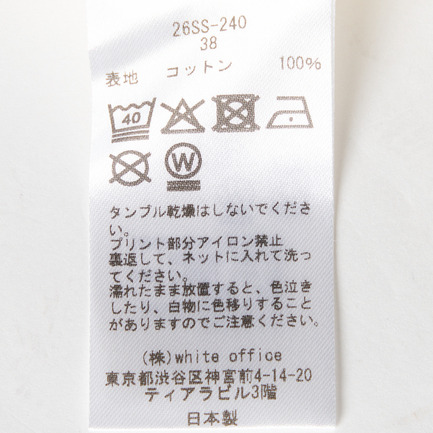 26SS-240
38
表地 コットン 100%
40
W
タンブル乾燥はしないでくださ
い。
プリント部分アイロン禁止
裏返して、ネットに入れて洗っ
てください。
濡れたまま放置すると、色泣き
したり、白物に色移りすること
がありますのでご注意ください。
(株)white office
東京都渋谷区神宮前4-14-20
ティアラビル3階
日本製